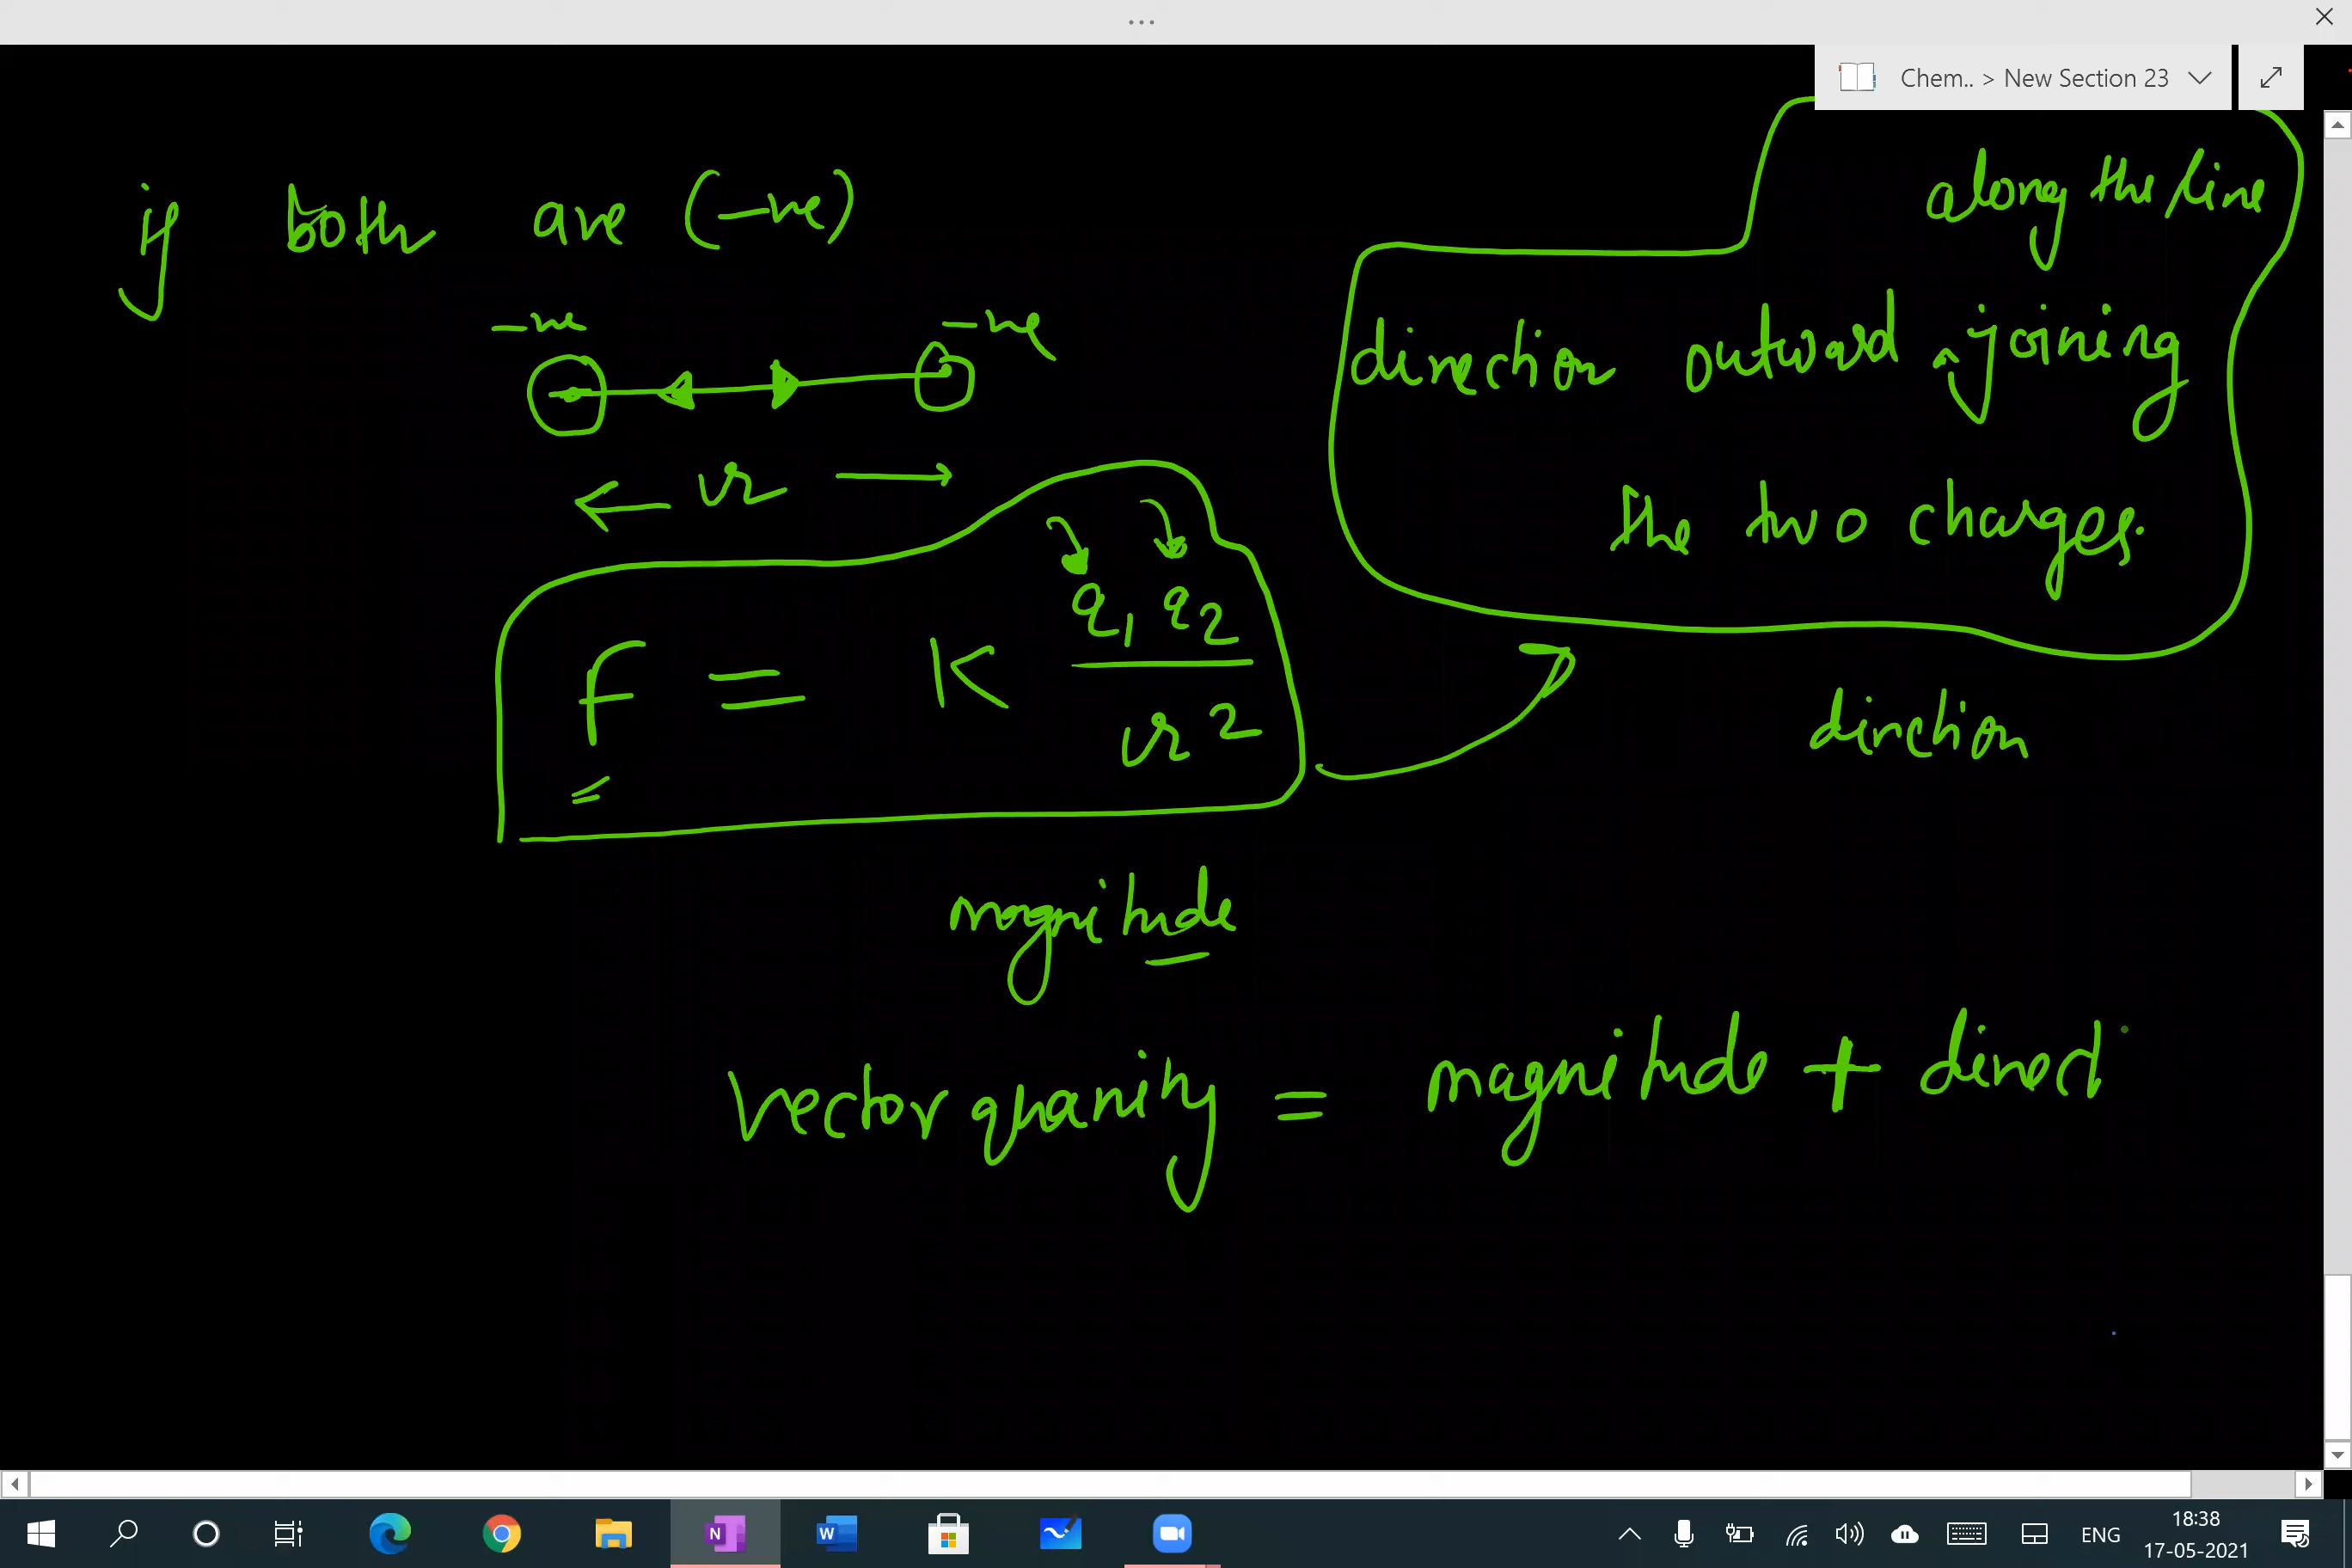 Chem.. > New Section 23
if both are (-ve)
along the line
-ve -ve
direction outward joining
r
the two charges.
f = K q1 q2 / r2
direction
magnitude
vector quanity = magnitude + direct
ENG
18:38
17-05-2021